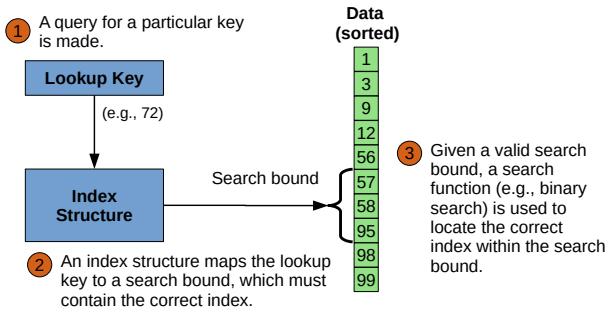 1 A query for a particular key
is made.
Lookup Key
(e.g., 72)
Index
Structure
2 An index structure maps the lookup
key to a search bound, which must
contain the correct index.
Search bound
Data
(sorted)
1
3
9
12
56
57
58
95
98
99
3 Given a valid search
bound, a search
function (e.g., binary
search) is used to
locate the correct
index within the search
bound.